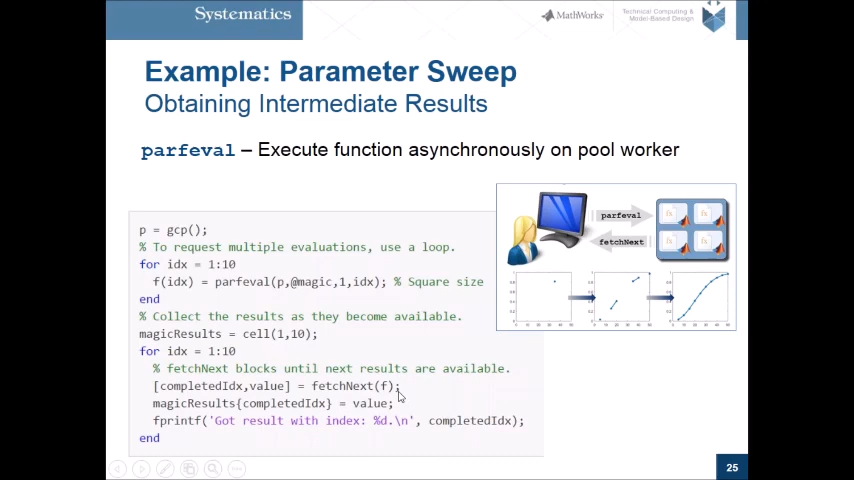 Systematics
MathWorks
Technical Computing &
Model-Based Design
Example: Parameter Sweep
Obtaining Intermediate Results
parfeval – Execute function asynchronously on pool worker
p = gcp();
% To request multiple evaluations, use a loop.
for idx = 1:10
f(idx) = parfeval(p,@magic,1,idx); % Square size
end
% Collect the results as they become available.
magicResults = cell(1,10);
for idx = 1:10
% fetchNext blocks until next results are available.
[completedIdx,value] = fetchNext(f);
magicResults{completedIdx} = value;
fprintf('Got result with index: %d.\n', completedIdx);
end
parfeval
fetchNext
25